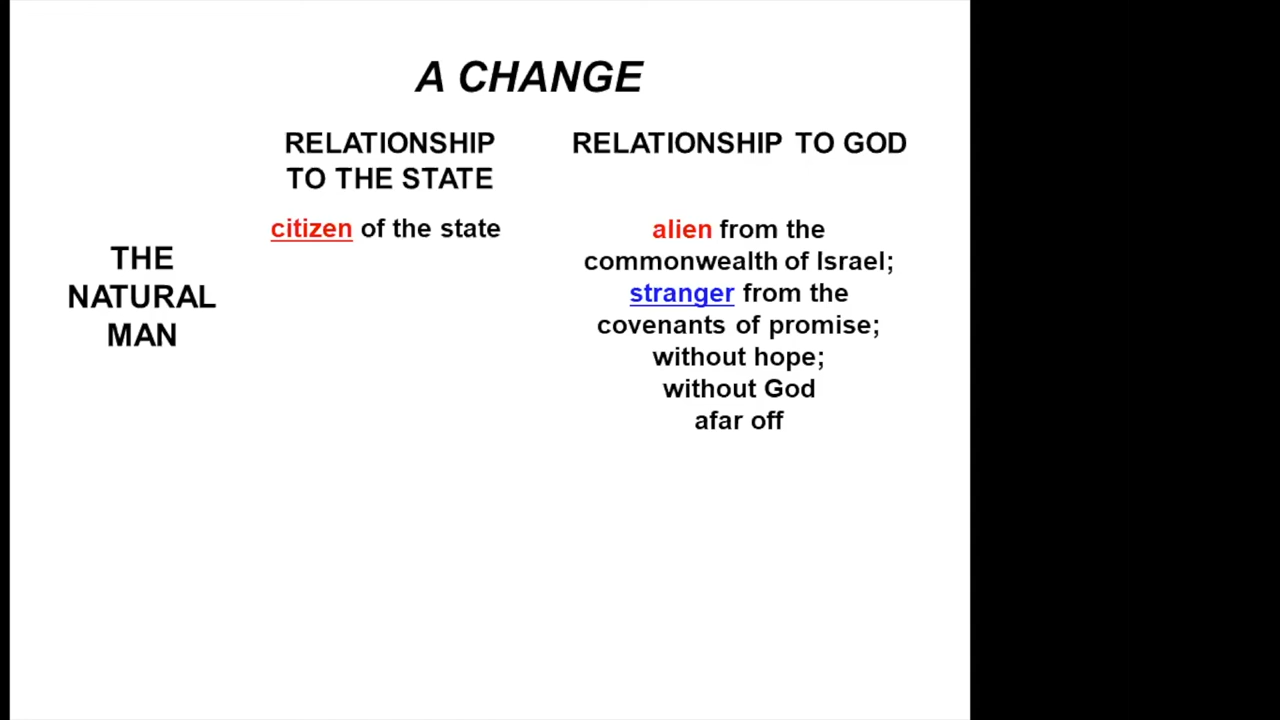 A CHANGE
RELATIONSHIP
TO THE STATE
RELATIONSHIP TO GOD
THE
NATURAL
MAN
citizen of the state
alien from the
commonwealth of Israel;
stranger from the
covenants of promise;
without hope;
without God
afar off